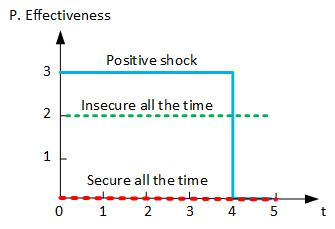 P. Effectiveness
3
Positive shock
2
Insecure all the time
1
Secure all the time
0 1 2 3 4 5 t